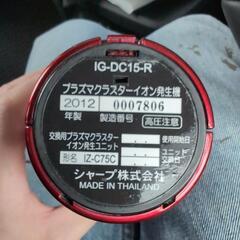 IG-DC15-R
プラズマクラスターイオン発生機
2012 0007806
年製 製造番号 高圧注意
交換用プラズマクラスター
イオン発生ユニット
形名 IZ-C75C
使用開始日
ユニット
交換日
シャープ株式会社
MADE IN THAILAND